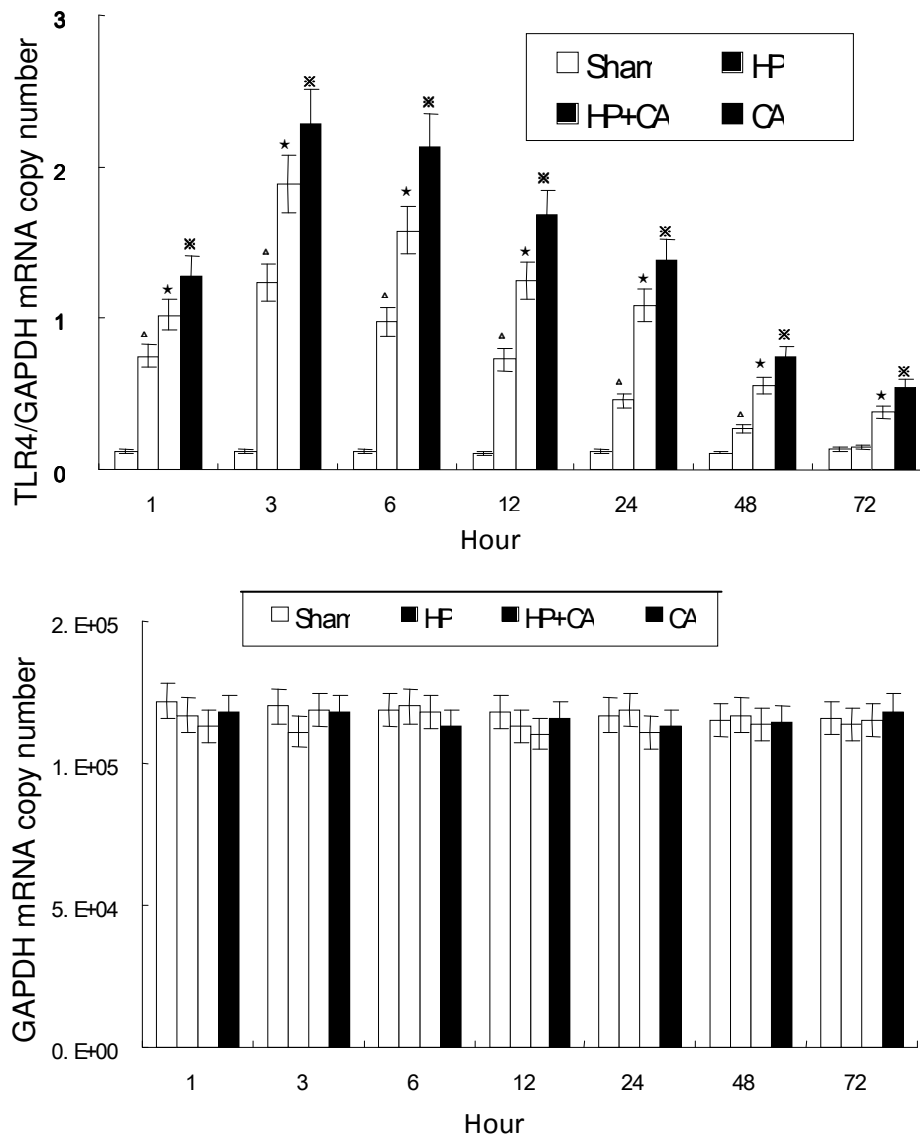 TLR4/GAPDH mRNA copy number
3
2
1
0
Sham HP
HP+CA CA
△ ★ ※ △ ★ ※ △ ★ ※ △ ★ ※ △ ★ ※ △ ★ ※ ★ ※
1 3 6 12 24 48 72
Hour
GAPDH mRNA copy number
Sham HP HP+CA CA
2. E+05
1. E+05
5. E+04
0. E+00
1 3 6 12 24 48 72
Hour